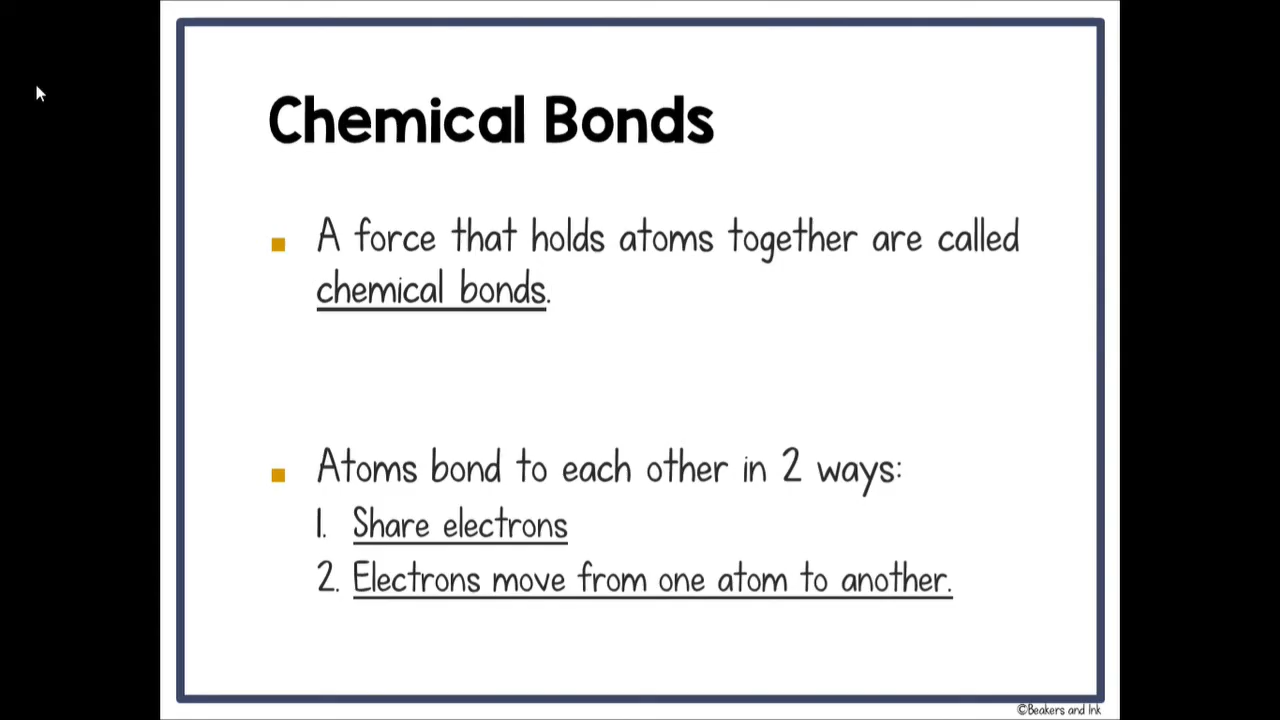 Chemical Bonds
■ A force that holds atoms together are called
chemical bonds.
■ Atoms bond to each other in 2 ways:
1. Share electrons
2. Electrons move from one atom to another.
©Beakers and Ink